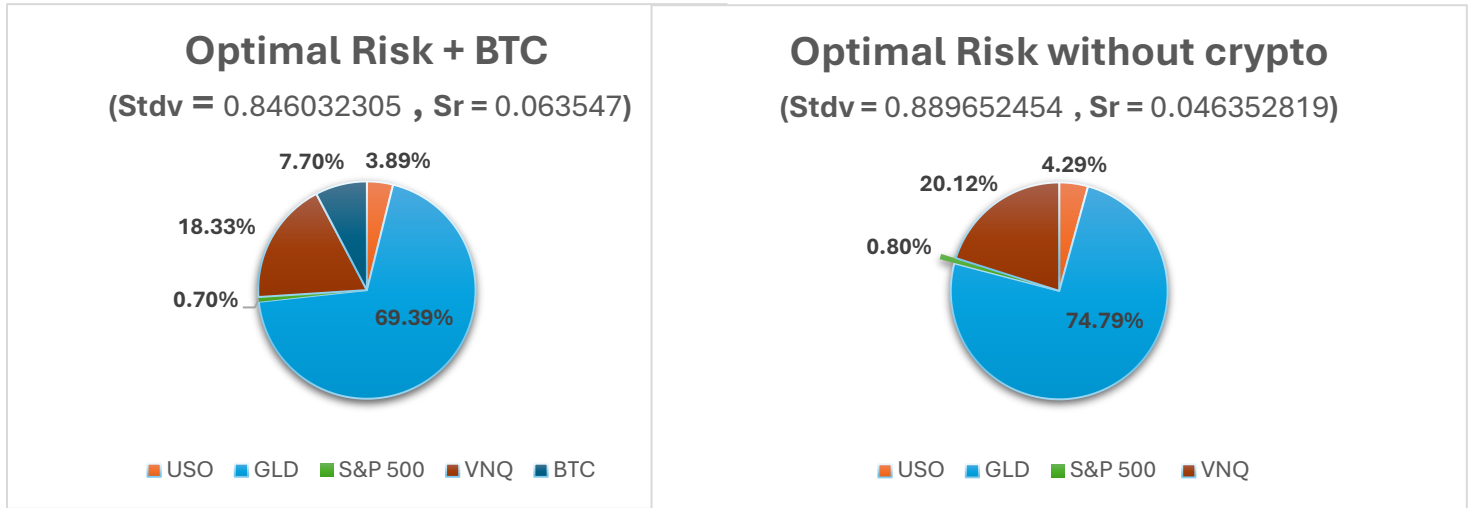 Optimal Risk + BTC
(Stdv = 0.846032305 , Sr = 0.063547)
7.70%
3.89%
18.33%
0.70%
69.39%
USO GLD S&P 500 VNQ BTC
Optimal Risk without crypto
(Stdv = 0.889652454 , Sr = 0.046352819)
4.29%
20.12%
0.80%
74.79%
USO GLD S&P 500 VNQ